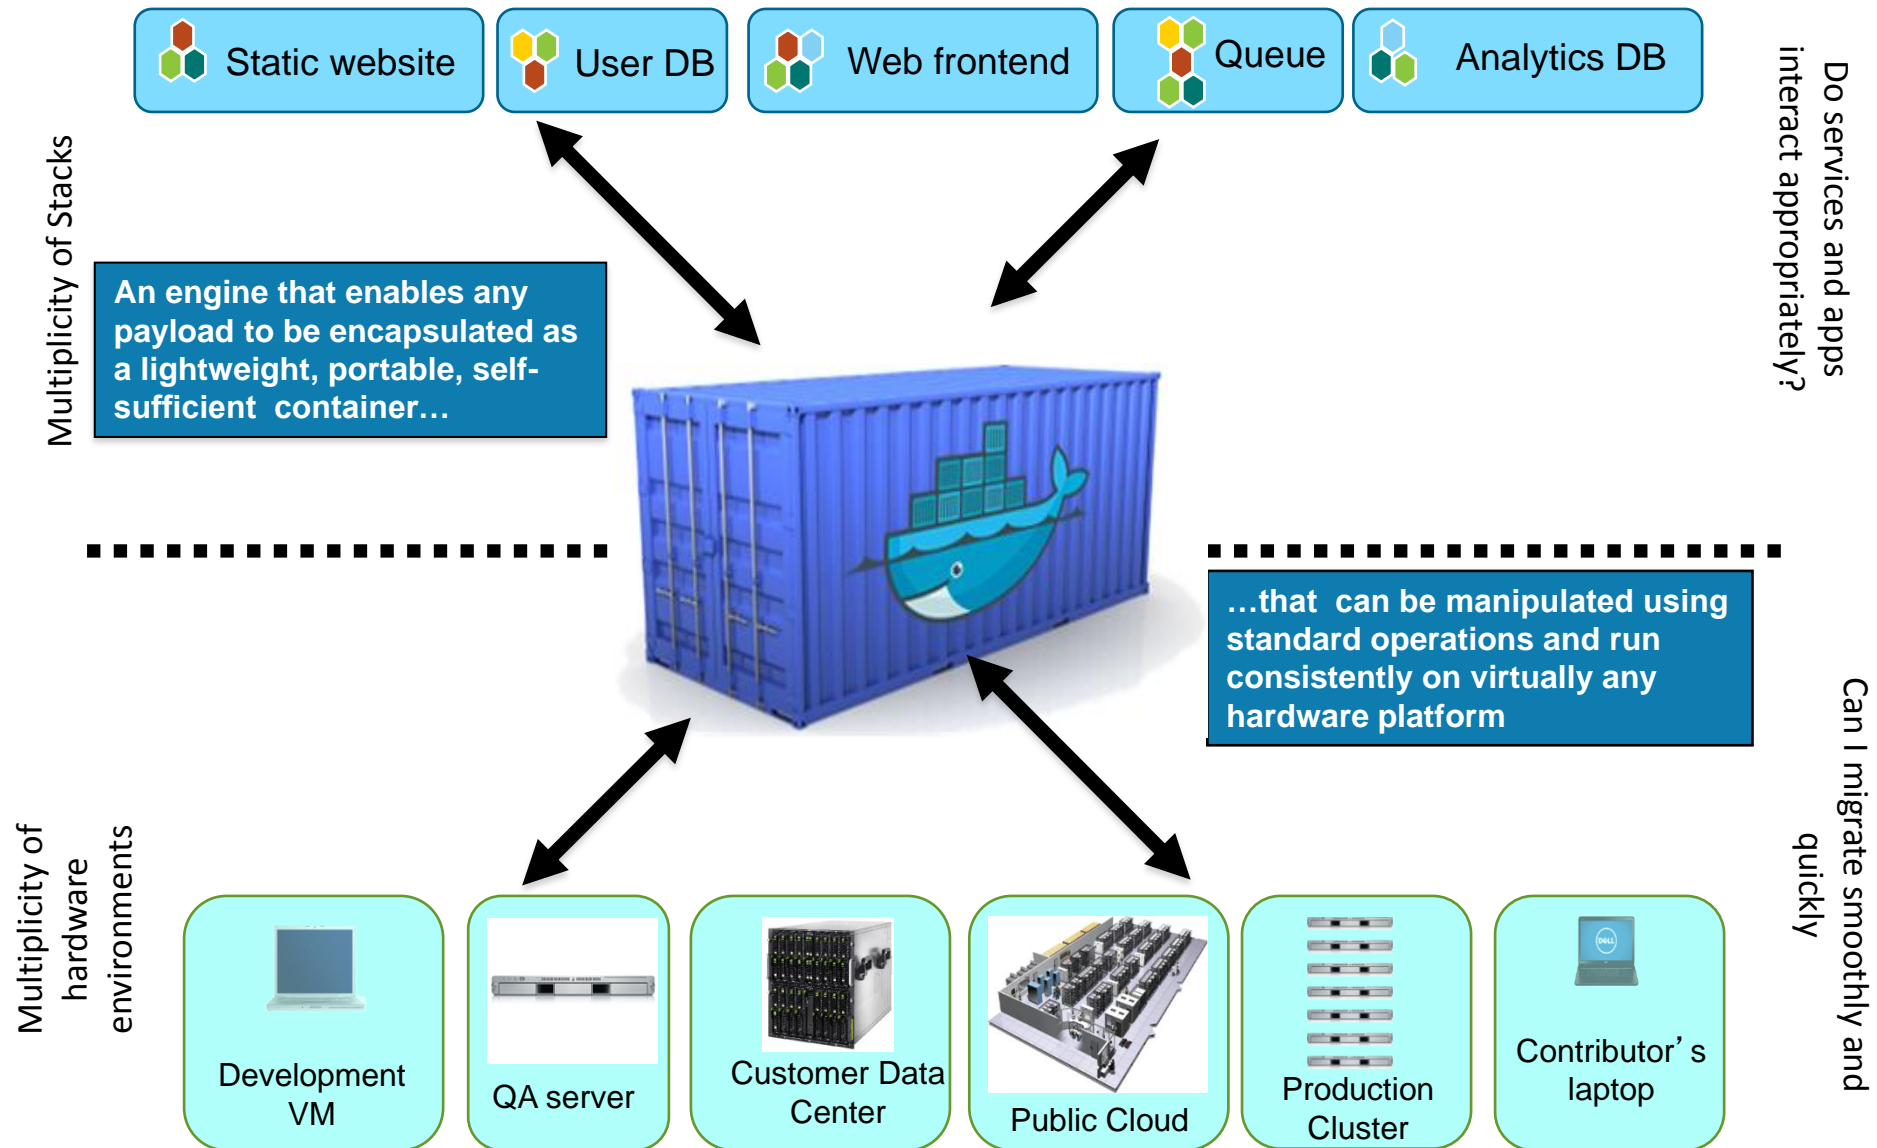 Static website
User DB
Web frontend
Queue
Analytics DB
Multiplicity of Stacks
Do services and apps
interact appropriately?
An engine that enables any
payload to be encapsulated as
a lightweight, portable, self-
sufficient container…
…that can be manipulated using
standard operations and run
consistently on virtually any
hardware platform
Multiplicity of
hardware
environments
Can I migrate smoothly and
quickly
Development
VM
QA server
Customer Data
Center
Public Cloud
Production
Cluster
DELL
Contributor’s
laptop